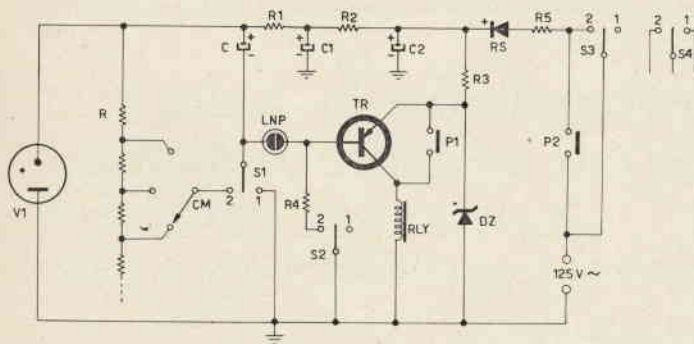 R1 R2 R5 2 1 2 1
C C1 C2 RS S3 S4
R3
R LNP TR
P1 P2
S1
V1 CM 2 1 R4
2 1 RLY DZ
S2
125 V ~